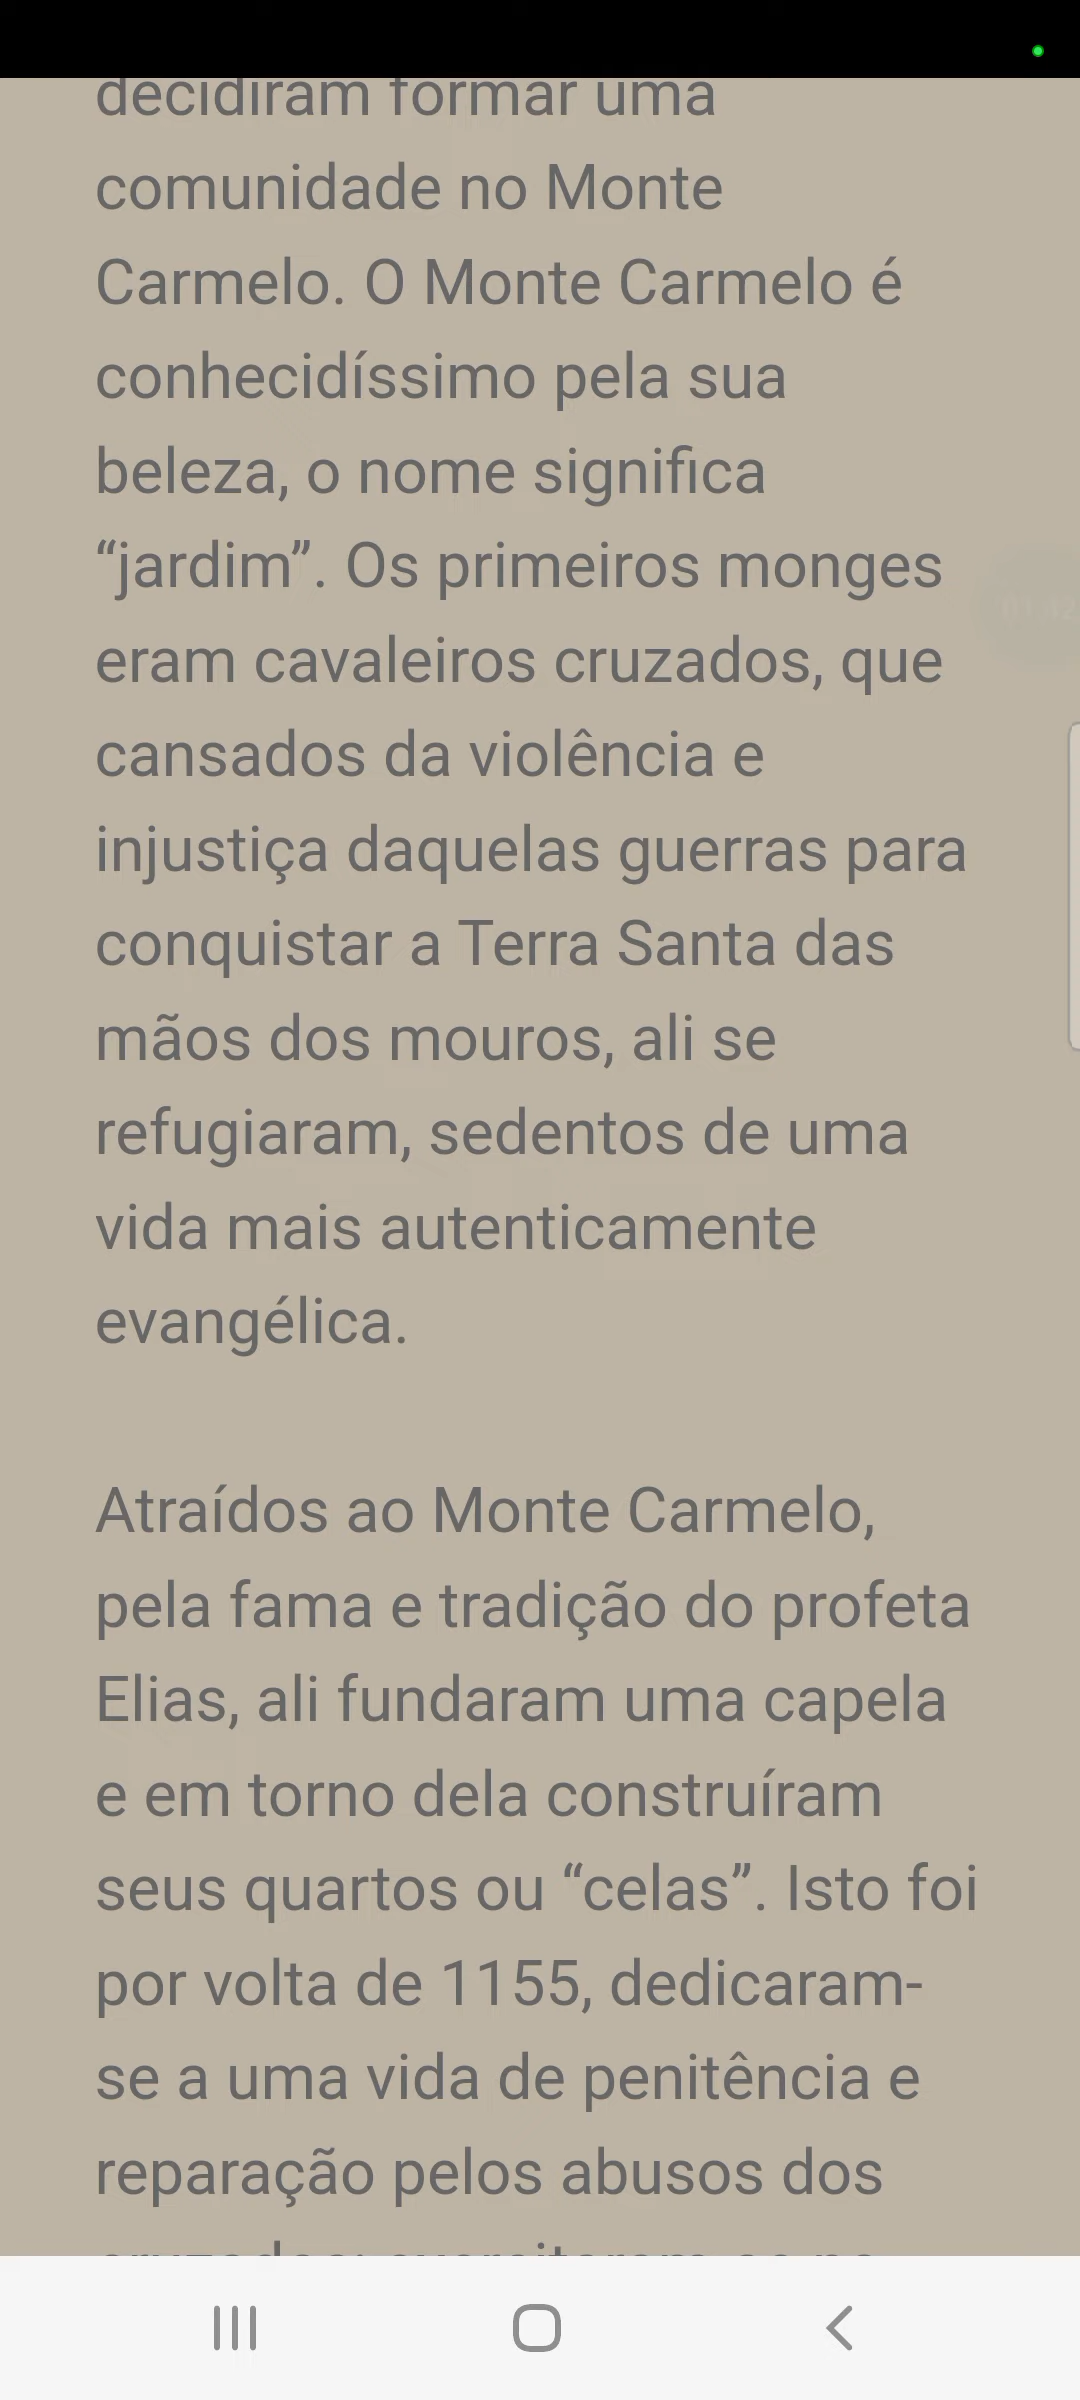 decidiram formar uma
comunidade no Monte
Carmelo. O Monte Carmelo é
conhecidíssimo pela sua
beleza, o nome significa
“jardim”. Os primeiros monges
eram cavaleiros cruzados, que
cansados da violência e
injustiça daquelas guerras para
conquistar a Terra Santa das
mãos dos mouros, ali se
refugiaram, sedentos de uma
vida mais autenticamente
evangélica.
Atraídos ao Monte Carmelo,
pela fama e tradição do profeta
Elias, ali fundaram uma capela
e em torno dela construíram
seus quartos ou “celas”. Isto foi
por volta de 1155, dedicaram-
se a uma vida de penitência e
reparação pelos abusos dos